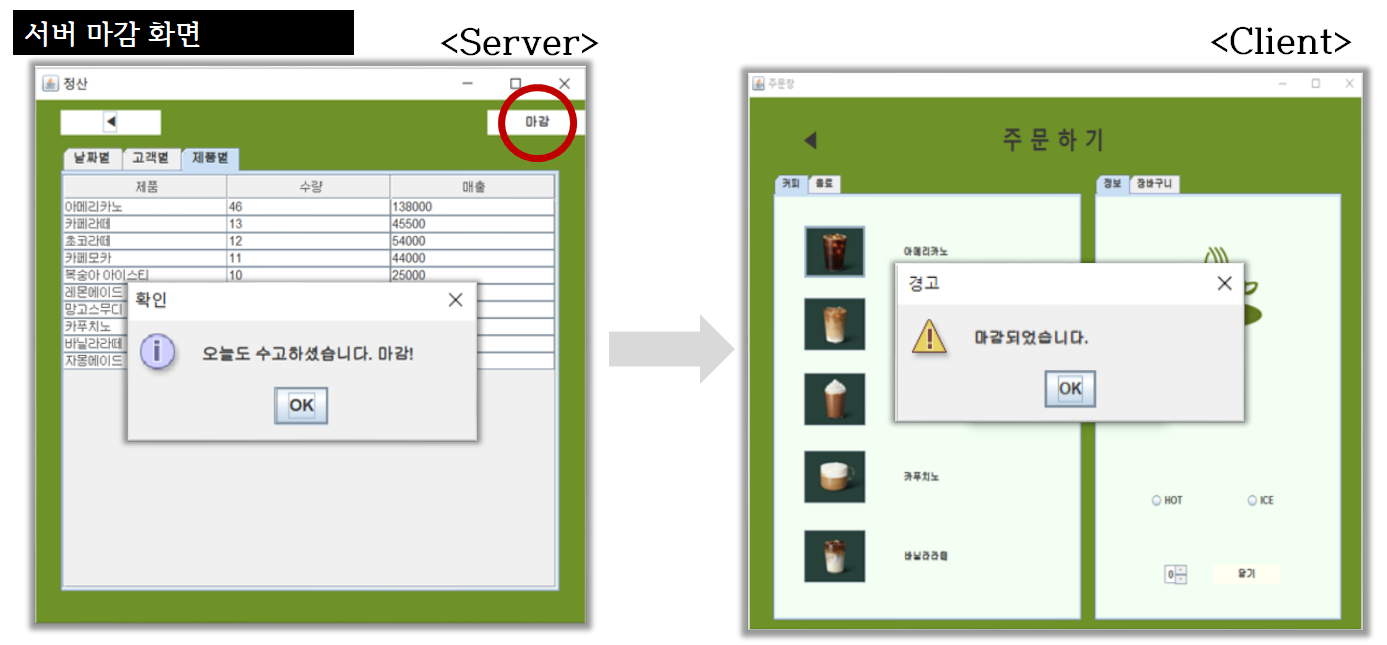 서버 마감 화면
<Server>
정산
◀
마감
날짜별 고객별 제품별
제품 수량 매출
아메리카노 46 138000
카페라떼 13 45500
초코라떼 12 54000
카페모카 11 44000
복숭아 아이스티 10 25000
레몬에이드
망고스무디
카푸치노
바닐라라떼
자몽에이드
확인
오늘도 수고하셨습니다. 마감!
OK
<Client>
주문창
◀ 주 문 하 기
커피 음료
정보 장바구니
아메리카노
경고
마감되었습니다.
OK
카푸치노
바닐라라떼
HOT ICE
0 담기